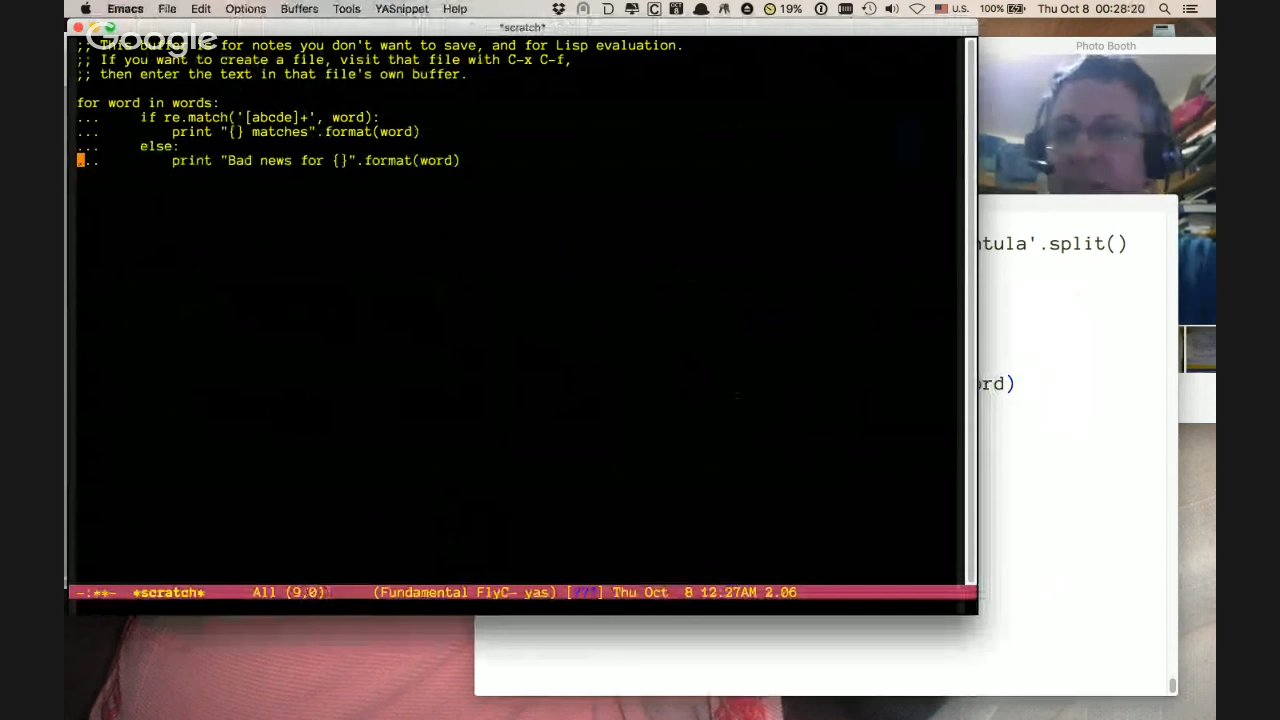 Emacs File Edit Options Buffers Tools YASnippet Help 19% U.S. 100% Thu Oct 8 00:28:20
*scratch*
Google
Photo Booth
;; This buffer is for notes you don't want to save, and for Lisp evaluation.
;; If you want to create a file, visit that file with C-x C-f,
;; then enter the text in that file's own buffer.
for word in words:
... if re.match('[abcde]+', word):
... print "{} matches".format(word)
... else:
... print "Bad news for {}".format(word)
ntula'.split()
ord)
-:**- *scratch* All (9,0) (Fundamental FlyC- yas) [] Thu Oct 8 12:27AM 2.06